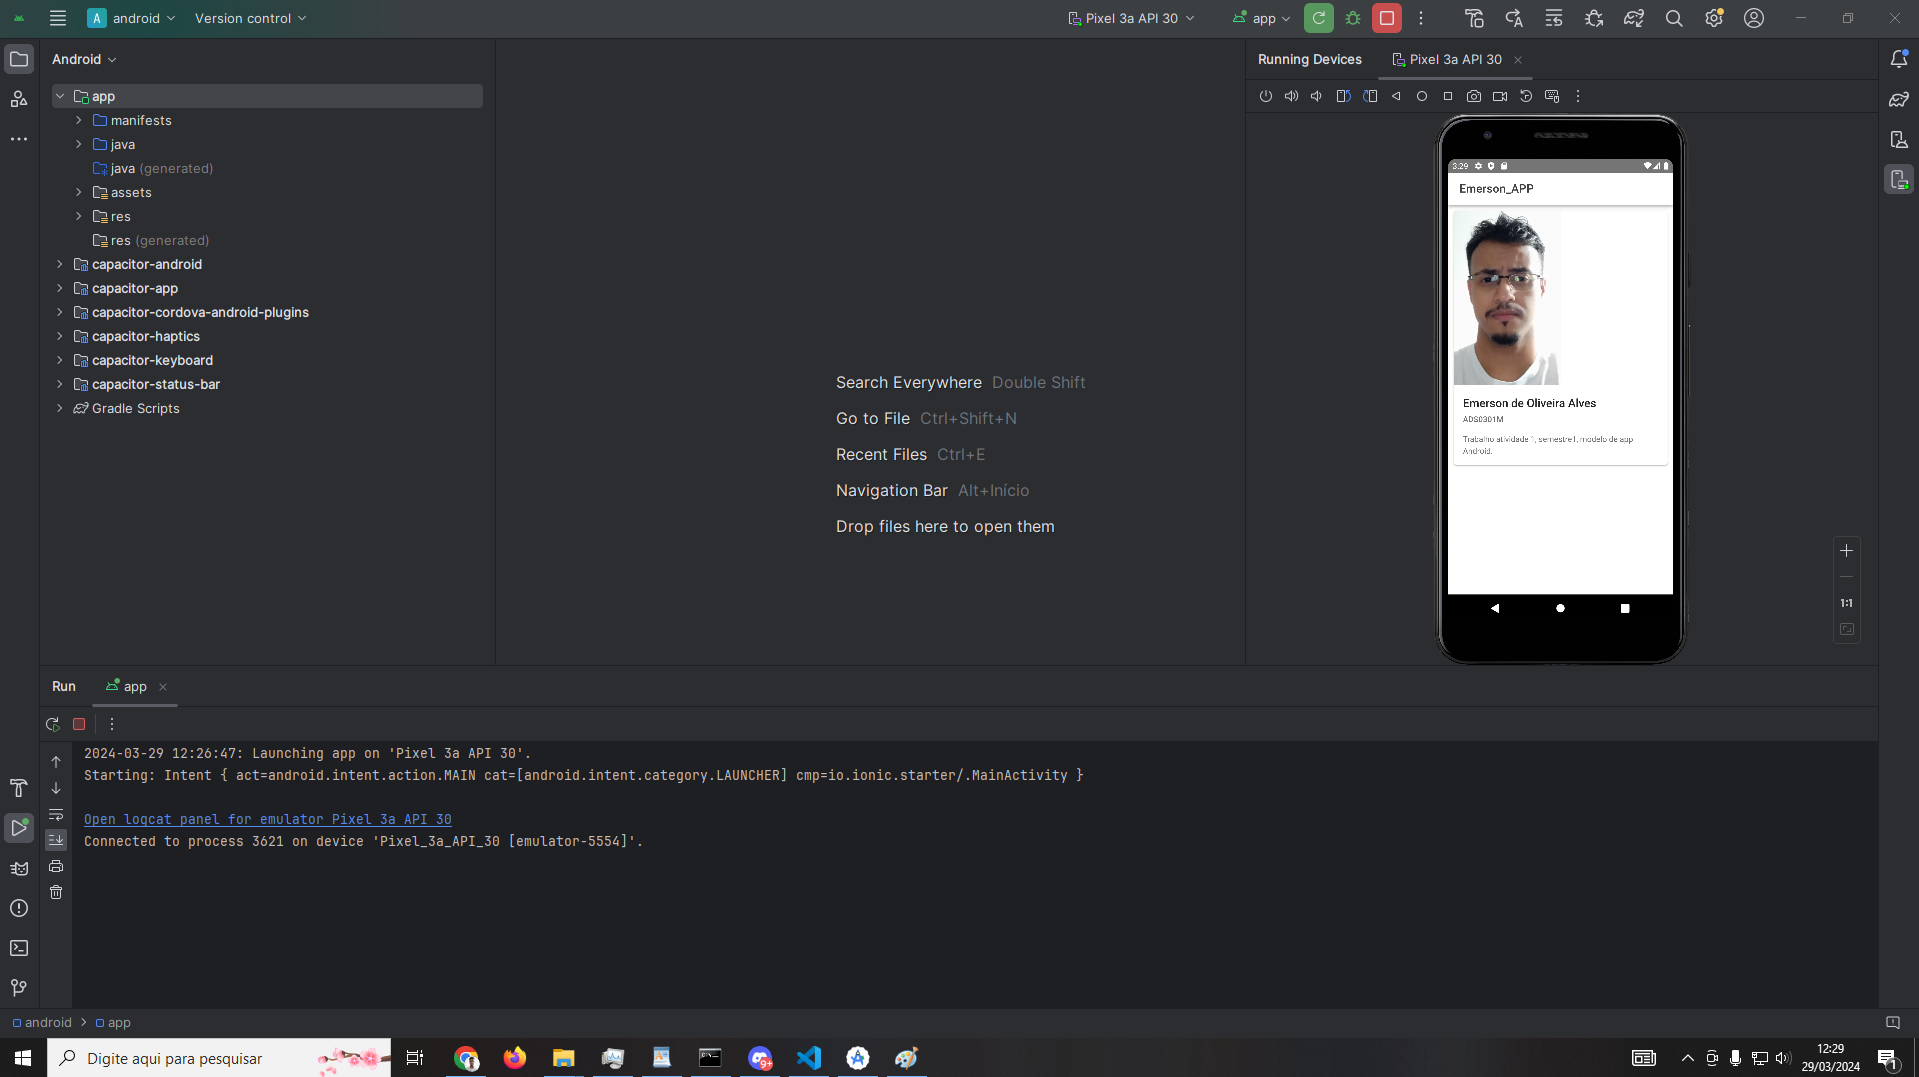 A android Version control Pixel 3a API 30 app
Android Running Devices Pixel 3a API 30
app
manifests
java
java (generated)
assets
res
res (generated)
capacitor-android
capacitor-app
capacitor-cordova-android-plugins
capacitor-haptics
capacitor-keyboard
capacitor-status-bar
Gradle Scripts
Search Everywhere Double Shift
Go to File Ctrl+Shift+N
Recent Files Ctrl+E
Navigation Bar Alt+Início
Drop files here to open them
3:29
Emerson_APP
Emerson de Oliveira Alves
ADS0301M
Trabalho atividade 1, semestre I, modelo de app
Android.
1:1
Run app
2024-03-29 12:26:47: Launching app on 'Pixel 3a API 30'.
Starting: Intent { act=android.intent.action.MAIN cat=[android.intent.category.LAUNCHER] cmp=io.ionic.starter/.MainActivity }
Open logcat panel for emulator Pixel 3a API 30
Connected to process 3621 on device 'Pixel_3a_API_30 [emulator-5554]'.
android app
Digite aqui para pesquisar
9+
12:29
29/03/2024
1